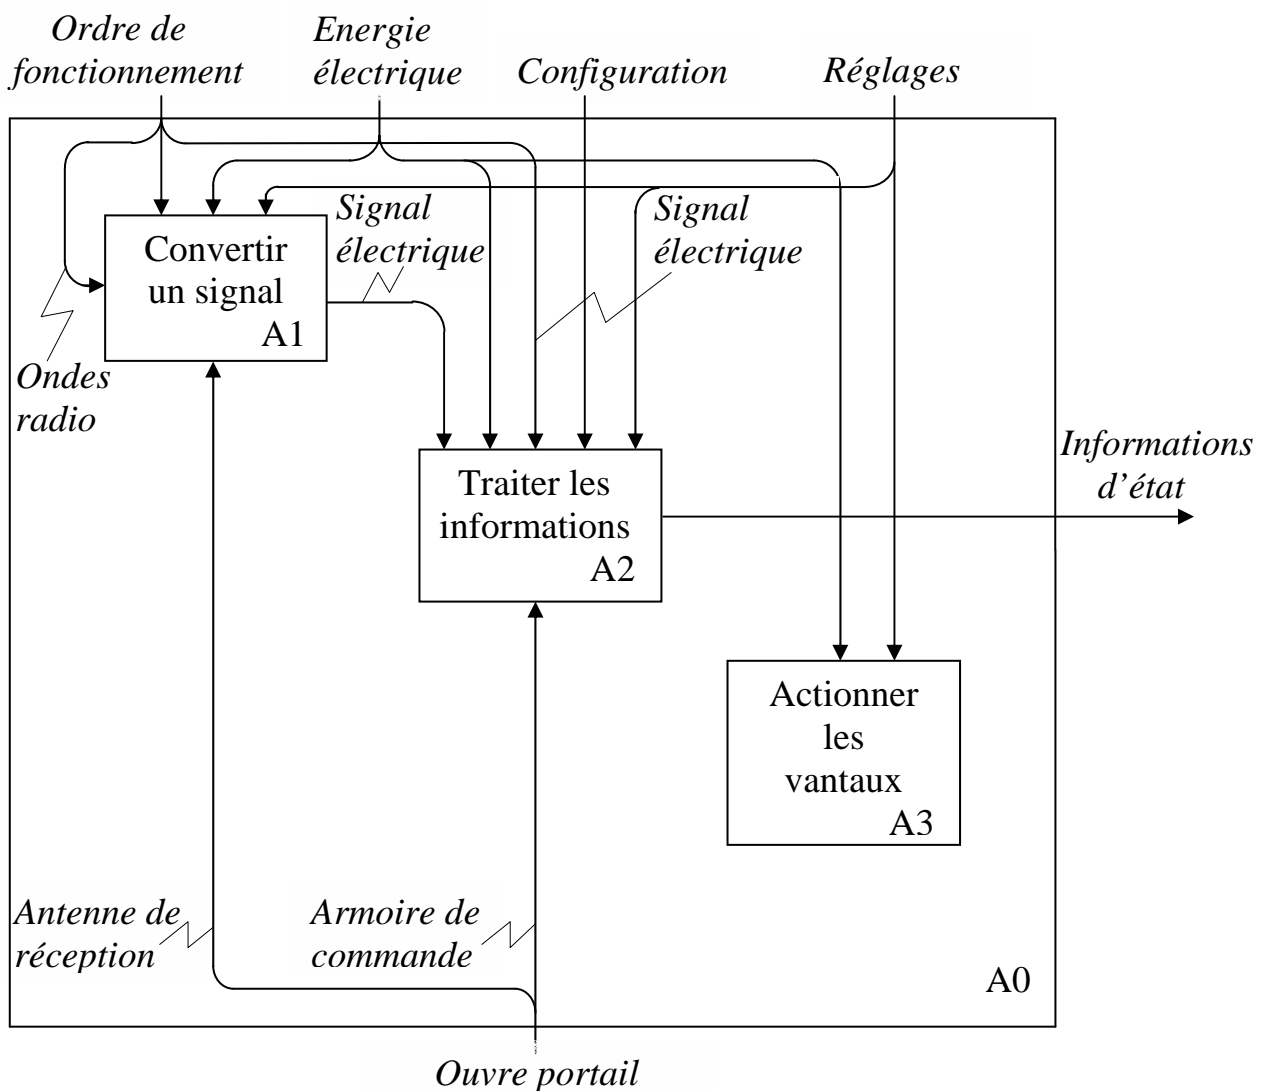 Ordre de
fonctionnement
Energie
électrique
Configuration
Réglages
Convertir
un signal
A1
Signal
électrique
Signal
électrique
Ondes
radio
Traiter les
informations
A2
Informations
d’état
Actionner
les
vantaux
A3
Antenne de
réception
Armoire de
commande
A0
Ouvre portail